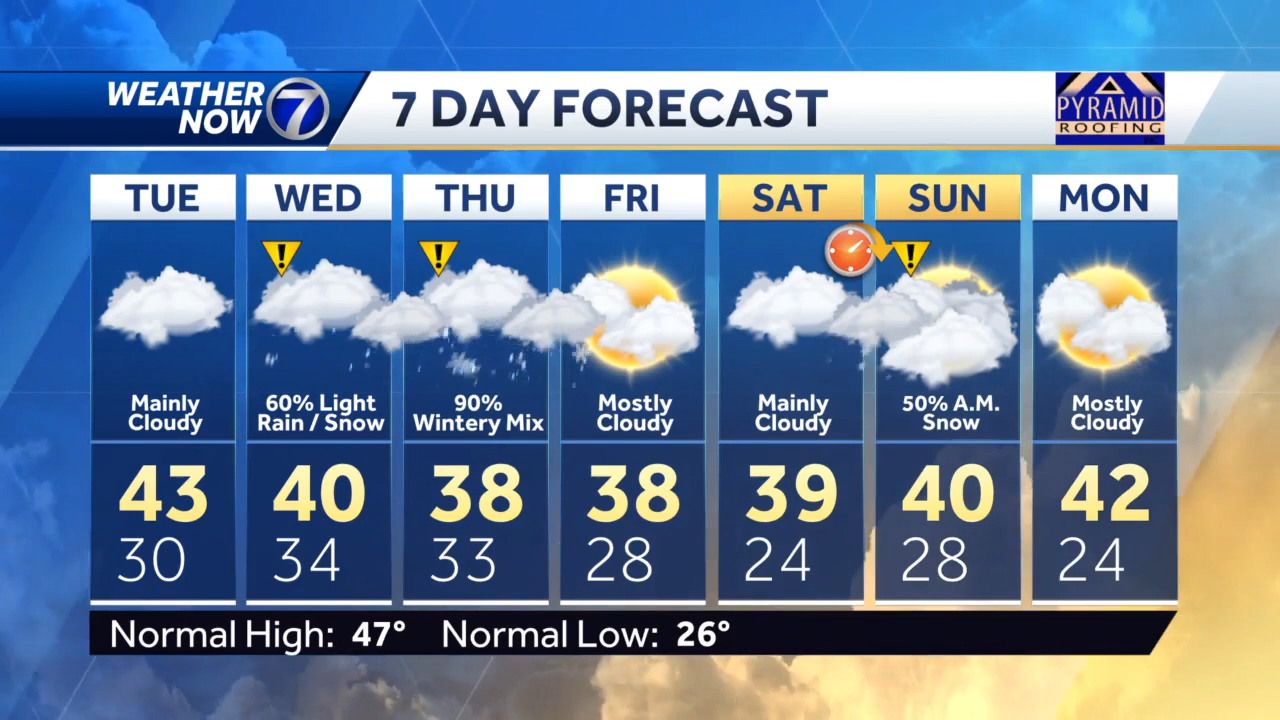 WEATHER
NOW 7
7 DAY FORECAST
PYRAMID
ROOFING
TUE
WED
THU
FRI
SAT
SUN
MON
!
!
!
Mainly
Cloudy
60% Light
Rain / Snow
90%
Wintery Mix
Mostly
Cloudy
Mainly
Cloudy
50% A.M.
Snow
Mostly
Cloudy
43
40
38
38
39
40
42
30
34
33
28
24
28
24
Normal High: 47° Normal Low: 26°